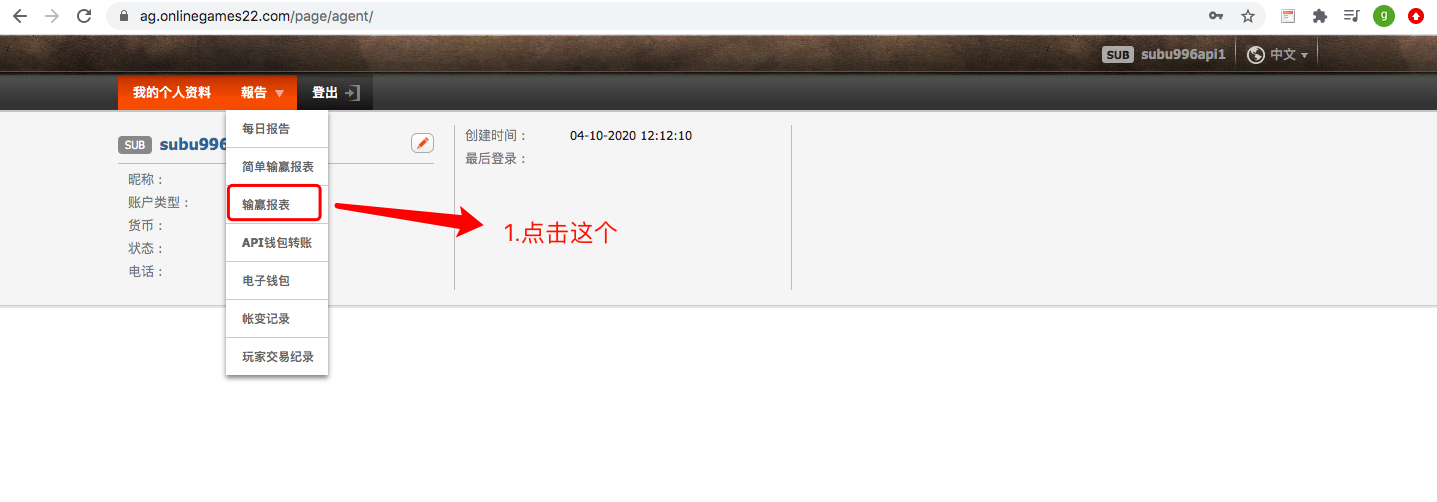 ag.onlinegames22.com/page/agent/
g
SUB subu996api1 中文
我的个人资料 報告 登出
SUB subu996
昵称：
账户类型：
货币：
状态：
电话：
每日报告
简单输赢报表
输赢报表
API钱包转账
电子钱包
帐变记录
玩家交易纪录
创建时间： 04-10-2020 12:12:10
最后登录：
1.点击这个